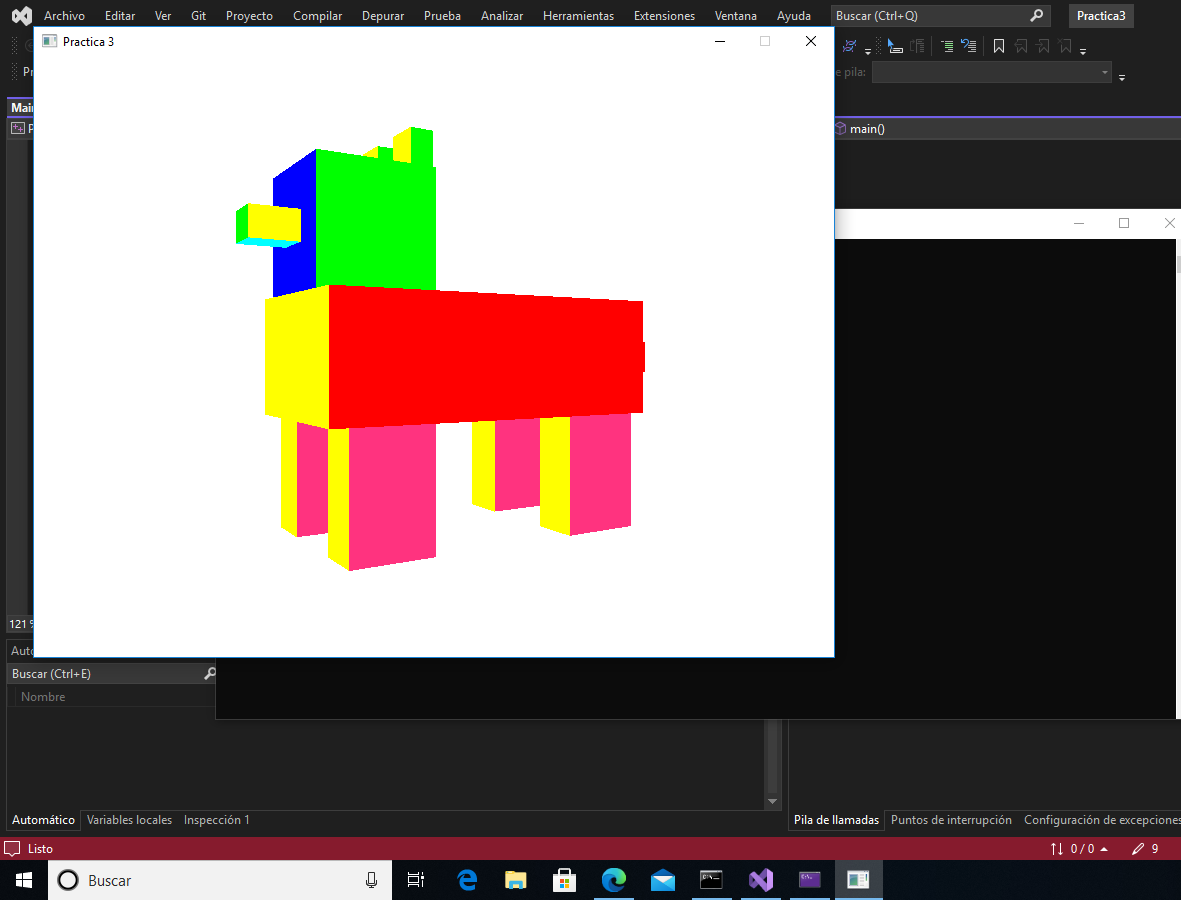 Archivo Editar Ver Git Proyecto Compilar Depurar Prueba Analizar Herramientas Extensiones Ventana Ayuda Buscar (Ctrl+Q) Practica3
Practica 3
e pila:
main()
121 %
Buscar (Ctrl+E)
Nombre
Automático Variables locales Inspección 1
Pila de llamadas Puntos de interrupción Configuración de excepciones
Listo
0 / 0 9
Buscar